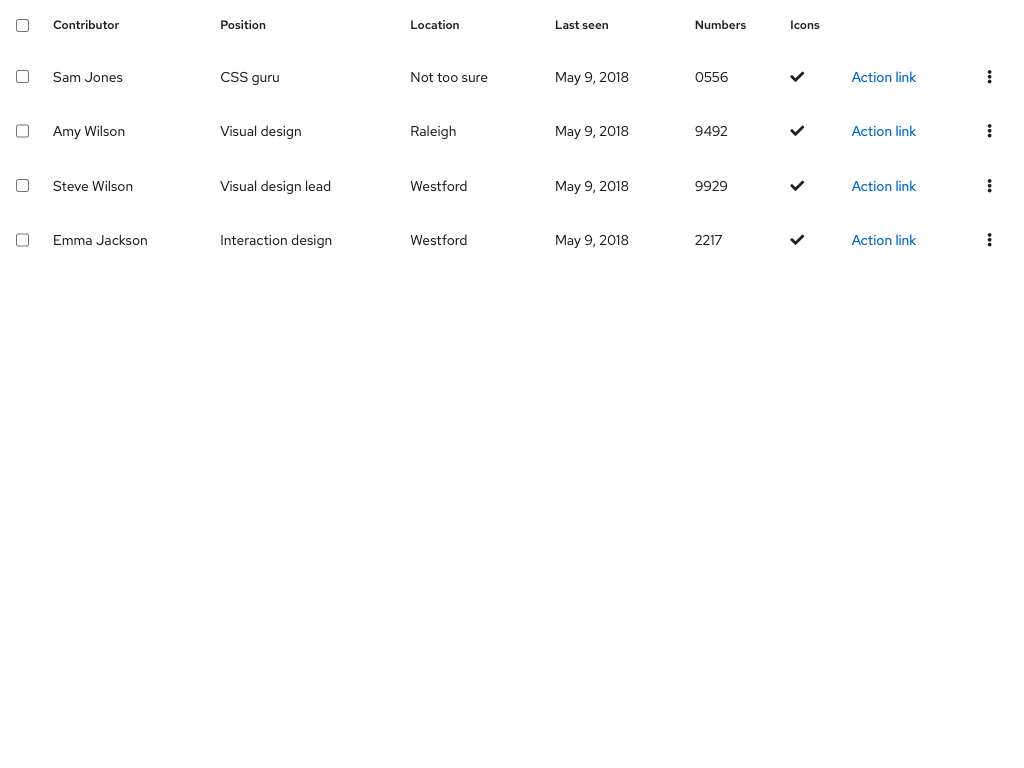 Contributor Position Location Last seen Numbers Icons
Sam Jones CSS guru Not too sure May 9, 2018 0556 Action link
Amy Wilson Visual design Raleigh May 9, 2018 9492 Action link
Steve Wilson Visual design lead Westford May 9, 2018 9929 Action link
Emma Jackson Interaction design Westford May 9, 2018 2217 Action link